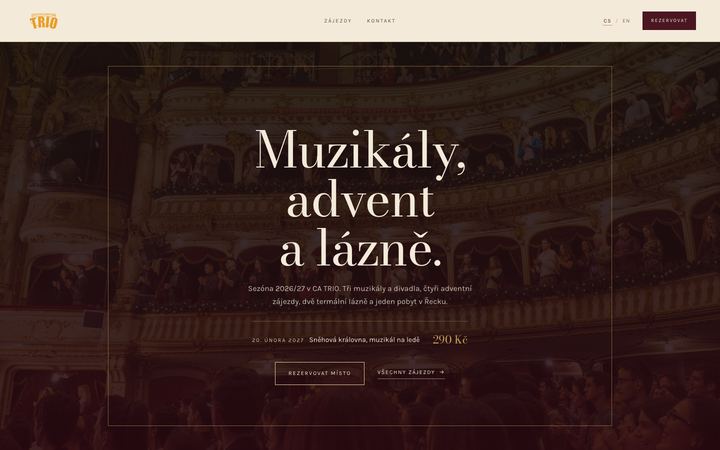 TRIO
ZÁJEZDY
KONTAKT
CS / EN
REZERVOVAT
Muzikály,
advent
a lázně.
Sezóna 2026/27 v CA TRIO. Tři muzikály a divadla, čtyři adventní
zájezdy, dvě termální lázně a jeden pobyt v Řecku.
20. ÚNORA 2027 Sněhová královna, muzikál na ledě 290 Kč
REZERVOVAT MÍSTO
VŠECHNY ZÁJEZDY →